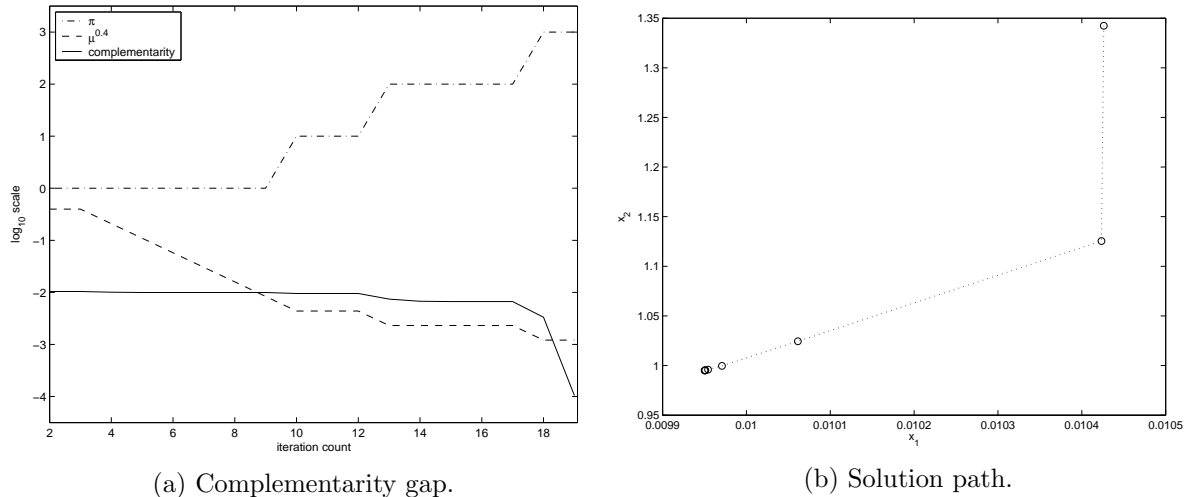 π
μ^0.4
complementarity
3
2
1
0
−1
−2
−3
−4
log10 scale
2 4 6 8 10 12 14 16 18
iteration count
(a) Complementarity gap.
1.35
1.3
1.25
1.2
1.15
1.1
1.05
1
0.95
x2
0.0099 0.01 0.0101 0.0102 0.0103 0.0104 0.0105
x1
(b) Solution path.